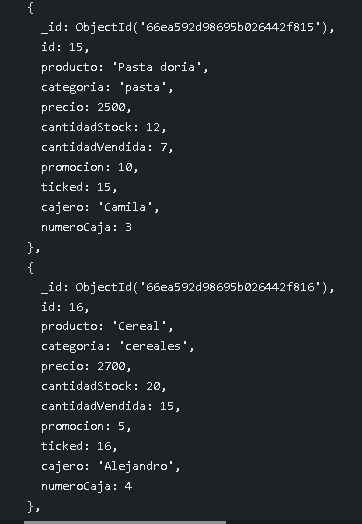 {
_id: ObjectId('66ea592d98695b026442f815'),
id: 15,
producto: 'Pasta doria',
categoria: 'pasta',
precio: 2500,
cantidadStock: 12,
cantidadVendida: 7,
promocion: 10,
ticked: 15,
cajero: 'Camila',
numeroCaja: 3
},
{
_id: ObjectId('66ea592d98695b026442f816'),
id: 16,
producto: 'Cereal',
categoria: 'cereales',
precio: 2700,
cantidadStock: 20,
cantidadVendida: 15,
promocion: 5,
ticked: 16,
cajero: 'Alejandro',
numeroCaja: 4
},